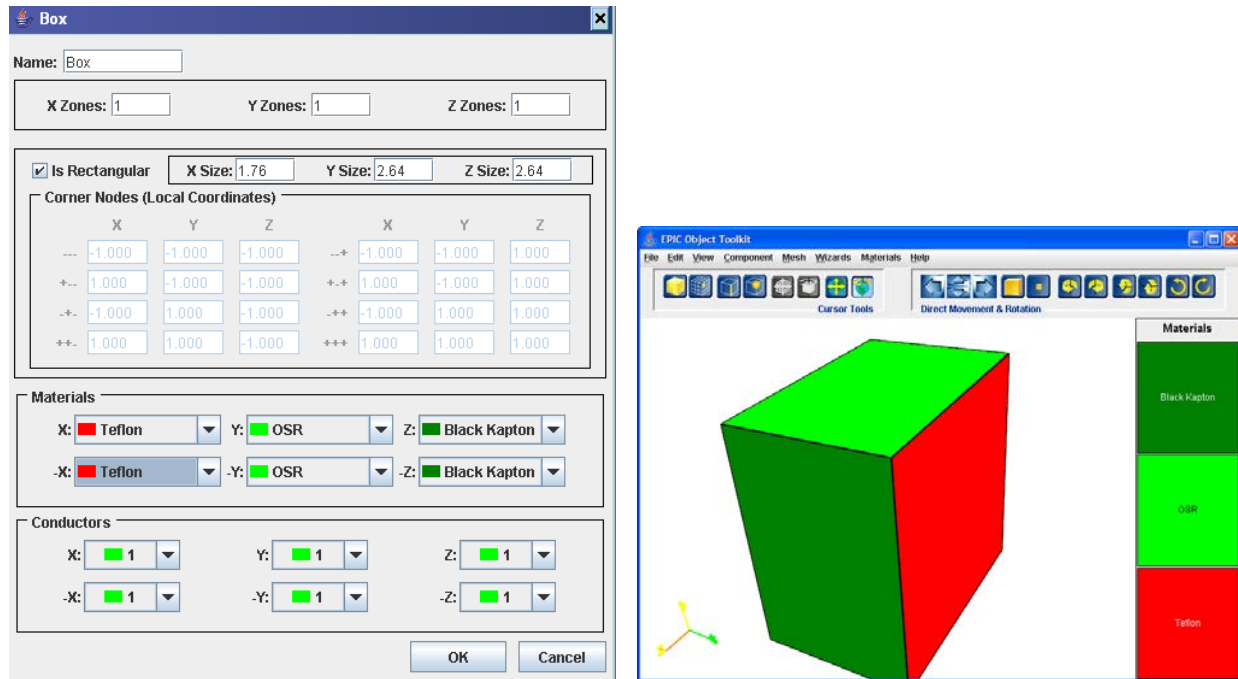 Box
Name: Box
X Zones: 1 Y Zones: 1 Z Zones: 1
Is Rectangular X Size: 1.76 Y Size: 2.64 Z Size: 2.64
Corner Nodes (Local Coordinates)
X Y Z X Y Z
--- -1.000 -1.000 -1.000 --+ -1.000 -1.000 1.000
+-- 1.000 -1.000 -1.000 +-+ 1.000 -1.000 1.000
-+- -1.000 1.000 -1.000 -++ -1.000 1.000 1.000
++- 1.000 1.000 -1.000 +++ 1.000 1.000 1.000
Materials
X: Teflon Y: OSR Z: Black Kapton
-X: Teflon -Y: OSR -Z: Black Kapton
Conductors
X: 1 Y: 1 Z: 1
-X: 1 -Y: 1 -Z: 1
OK Cancel
EPIC Object Toolkit
File Edit View Component Mesh Wizards Materials Help
Cursor Tools Direct Movement & Rotation
Materials
Black Kapton
OSR
Teflon